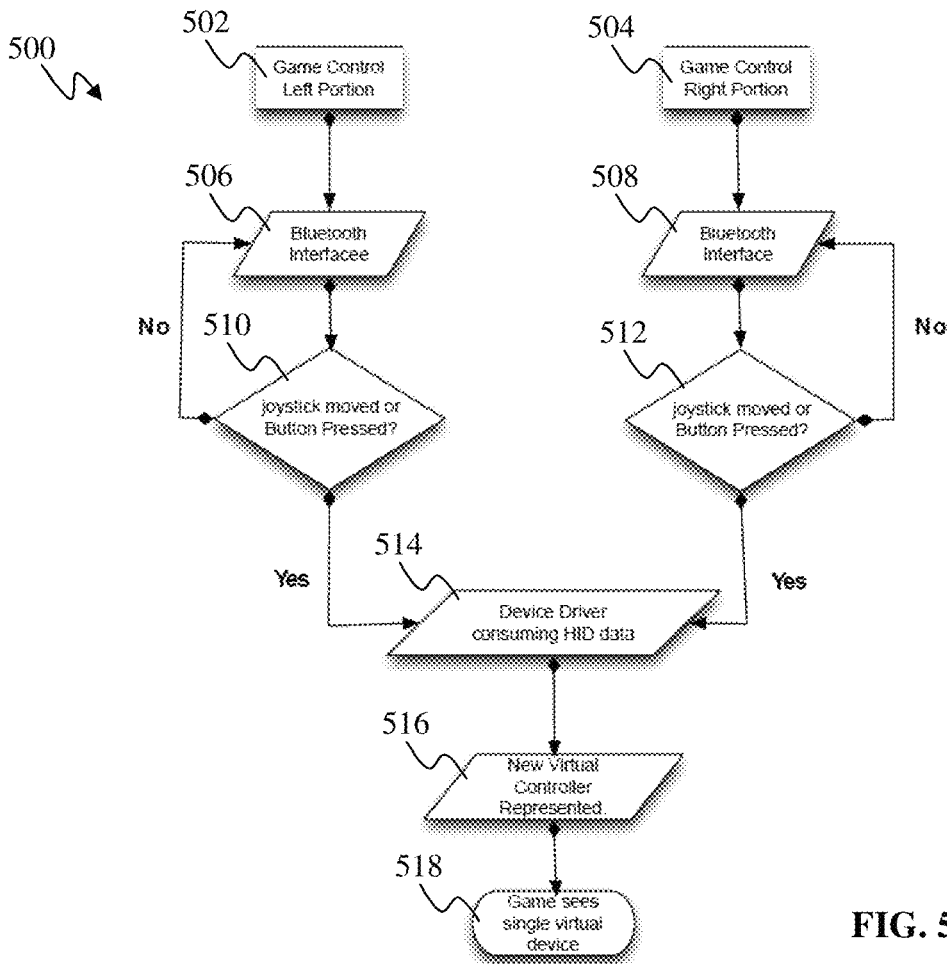 500
502
Game Control
Left Portion
504
Game Control
Right Portion
506
Bluetooth
Interfacee
508
Bluetooth
Interface
No
510
joystick moved or
Button Pressed?
512
joystick moved or
Button Pressed?
No
Yes
514
Device Driver
consuming HID data
Yes
516
New Virtual
Controller
Represented.
518
Game sees
single virtual
device
FIG. 5